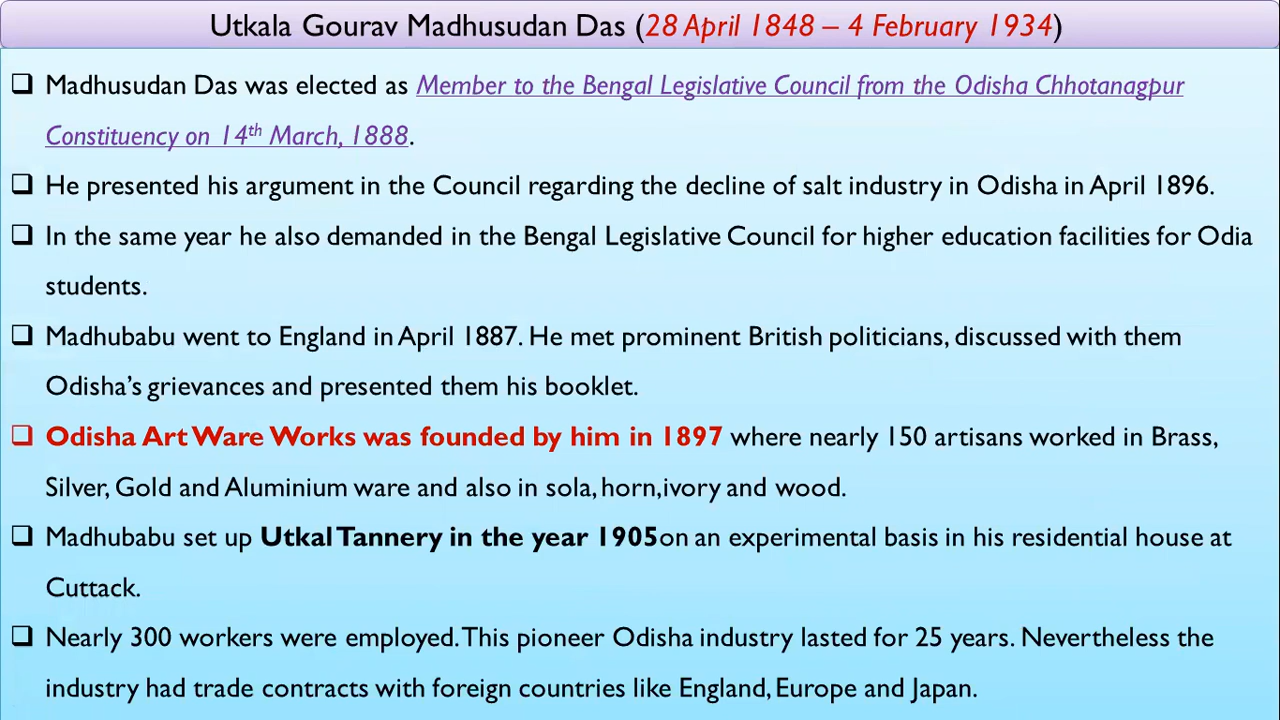 Utkala Gourav Madhusudan Das (28 April 1848 – 4 February 1934)
❑ Madhusudan Das was elected as Member to the Bengal Legislative Council from the Odisha Chhotanagpur
Constituency on 14th March, 1888.
❑ He presented his argument in the Council regarding the decline of salt industry in Odisha in April 1896.
❑ In the same year he also demanded in the Bengal Legislative Council for higher education facilities for Odia
students.
❑ Madhubabu went to England in April 1887. He met prominent British politicians, discussed with them
Odisha’s grievances and presented them his booklet.
❑ Odisha Art Ware Works was founded by him in 1897 where nearly 150 artisans worked in Brass,
Silver, Gold and Aluminium ware and also in sola, horn,ivory and wood.
❑ Madhubabu set up Utkal Tannery in the year 1905on an experimental basis in his residential house at
Cuttack.
❑ Nearly 300 workers were employed. This pioneer Odisha industry lasted for 25 years. Nevertheless the
industry had trade contracts with foreign countries like England, Europe and Japan.